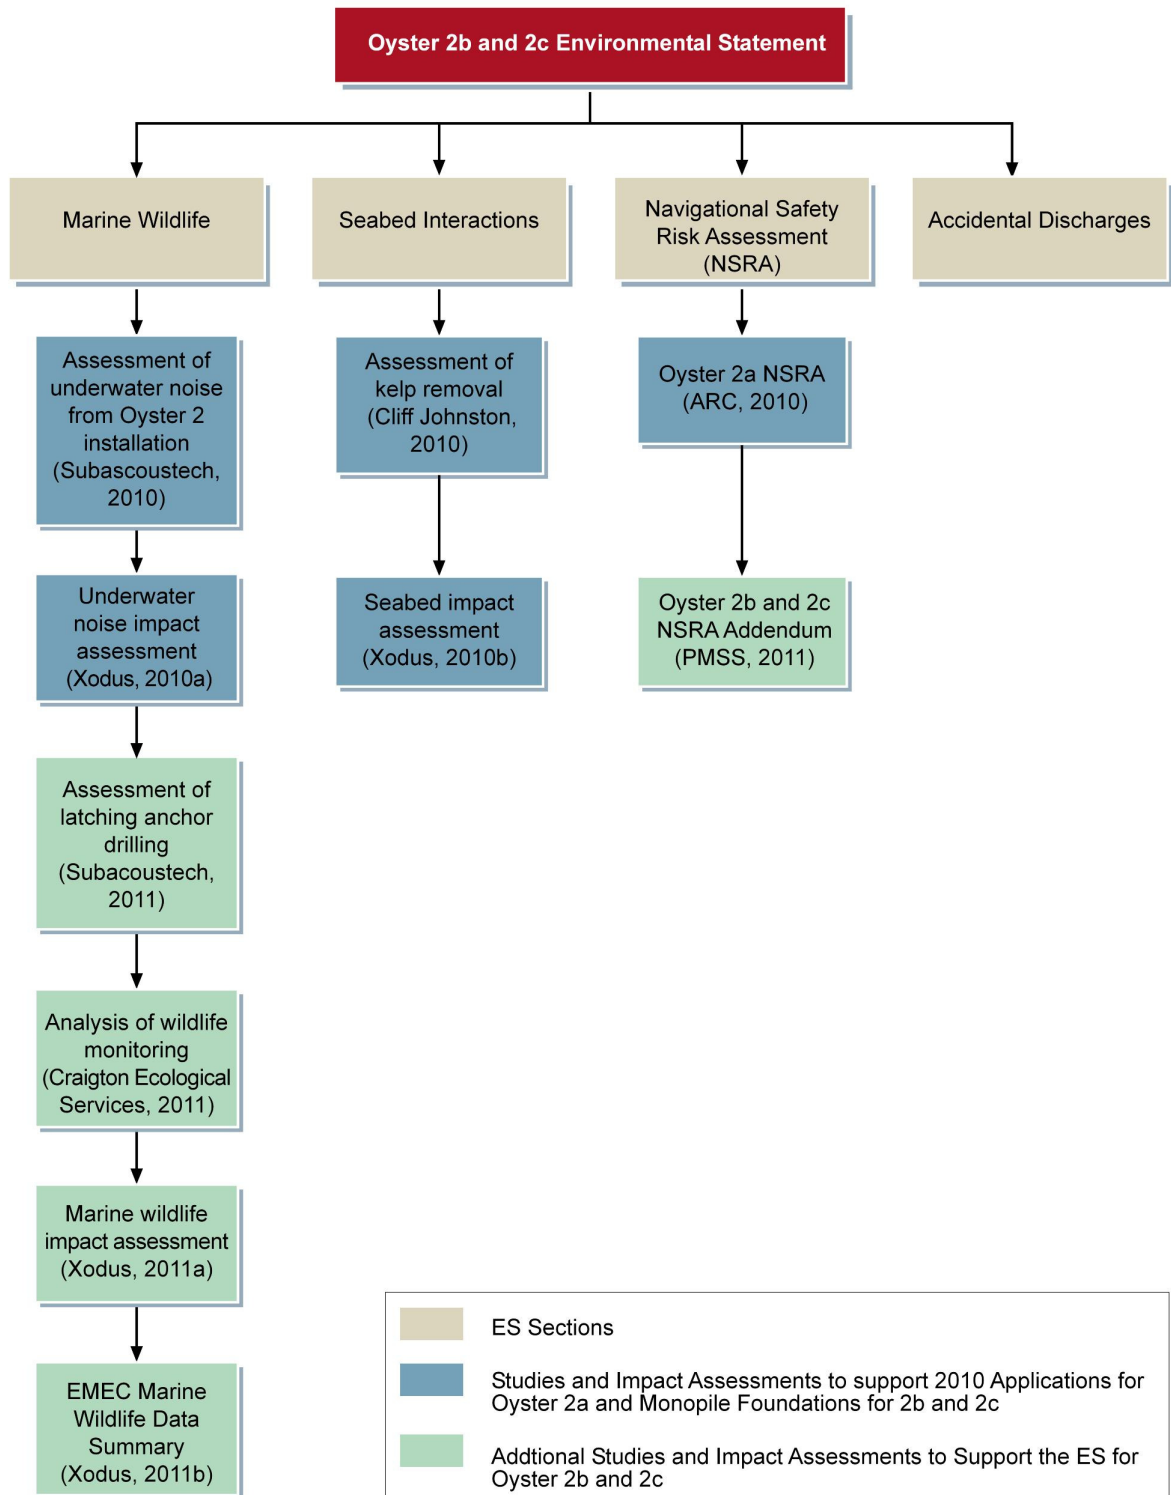 Oyster 2b and 2c Environmental Statement
Marine Wildlife
Seabed Interactions
Navigational Safety
Risk Assessment
(NSRA)
Accidental Discharges
Assessment of
underwater noise
from Oyster 2
installation
(Subascoustech,
2010)
Assessment of
kelp removal
(Cliff Johnston,
2010)
Oyster 2a NSRA
(ARC, 2010)
Underwater
noise impact
assessment
(Xodus, 2010a)
Seabed impact
assessment
(Xodus, 2010b)
Oyster 2b and 2c
NSRA Addendum
(PMSS, 2011)
Assessment of
latching anchor
drilling
(Subacoustech,
2011)
Analysis of wildlife
monitoring
(Craigton Ecological
Services, 2011)
Marine wildlife
impact assessment
(Xodus, 2011a)
EMEC Marine
Wildlife Data
Summary
(Xodus, 2011b)
ES Sections
Studies and Impact Assessments to support 2010 Applications for
Oyster 2a and Monopile Foundations for 2b and 2c
Addtional Studies and Impact Assessments to Support the ES for
Oyster 2b and 2c